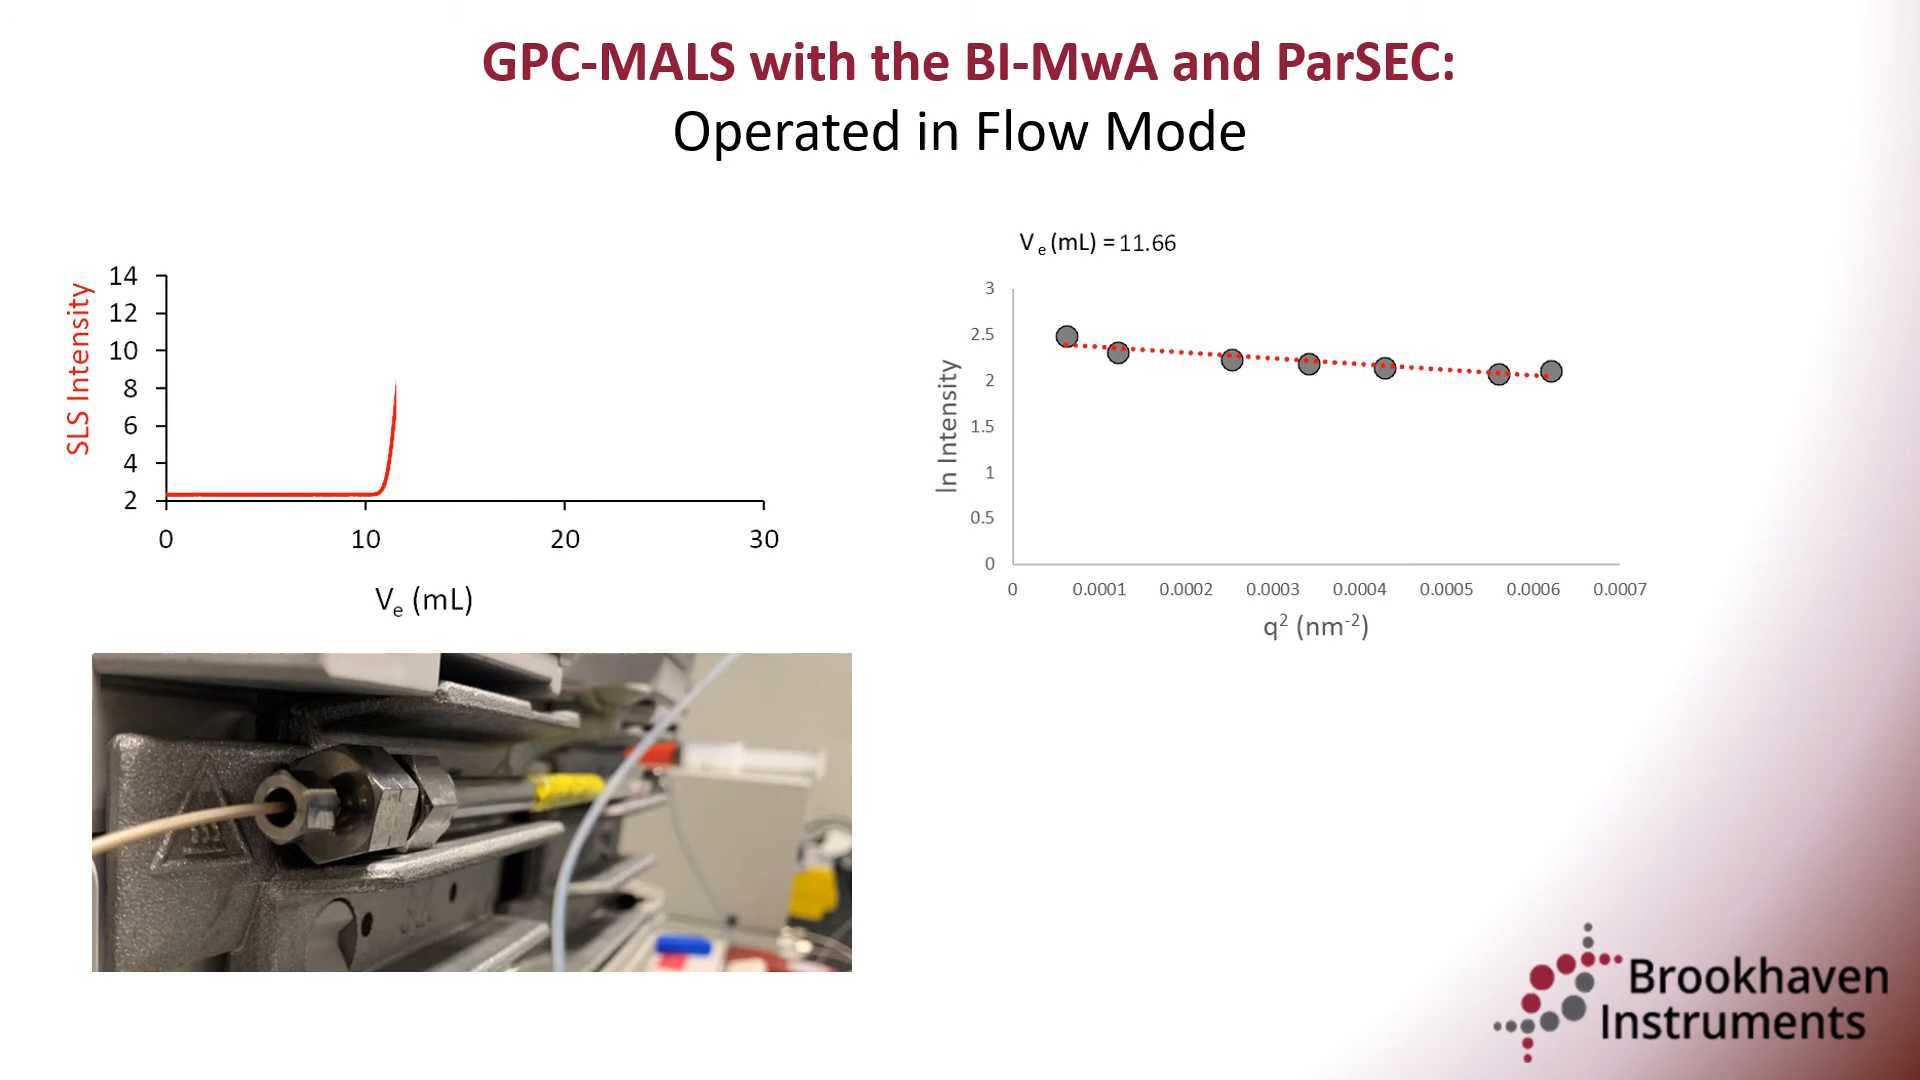 GPC-MALS with the BI-MwA and ParSEC:
Operated in Flow Mode
SLS Intensity
14
12
10
8
6
4
2
0 10 20 30
Ve (mL)
Ve (mL) = 11.66
ln Intensity
3
2.5
2
1.5
1
0.5
0
0 0.0001 0.0002 0.0003 0.0004 0.0005 0.0006 0.0007
q² (nm⁻²)
Brookhaven
Instruments